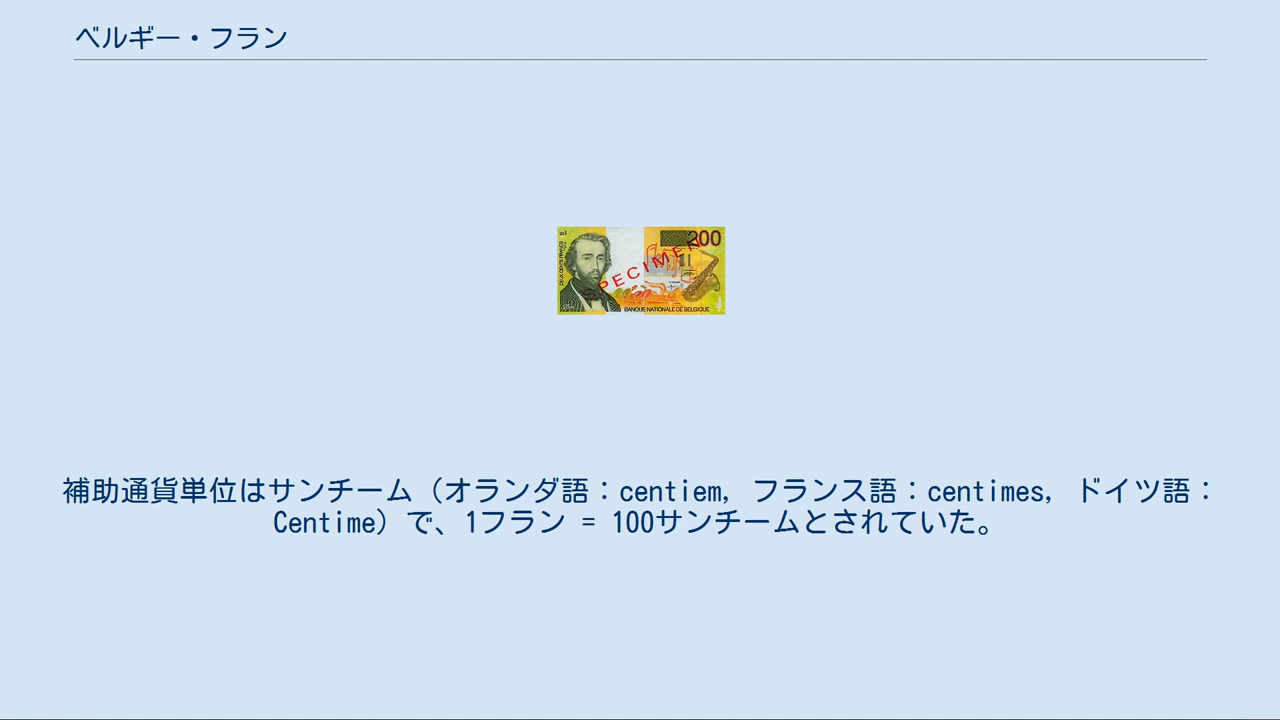 ベルギー・フラン
200
SPECIMEN
DEUX CENTS FRANCS
BANQUE NATIONALE DE BELGIQUE
補助通貨単位はサンチーム（オランダ語：centiem, フランス語：centimes, ドイツ語：
Centime）で、1フラン = 100サンチームとされていた。